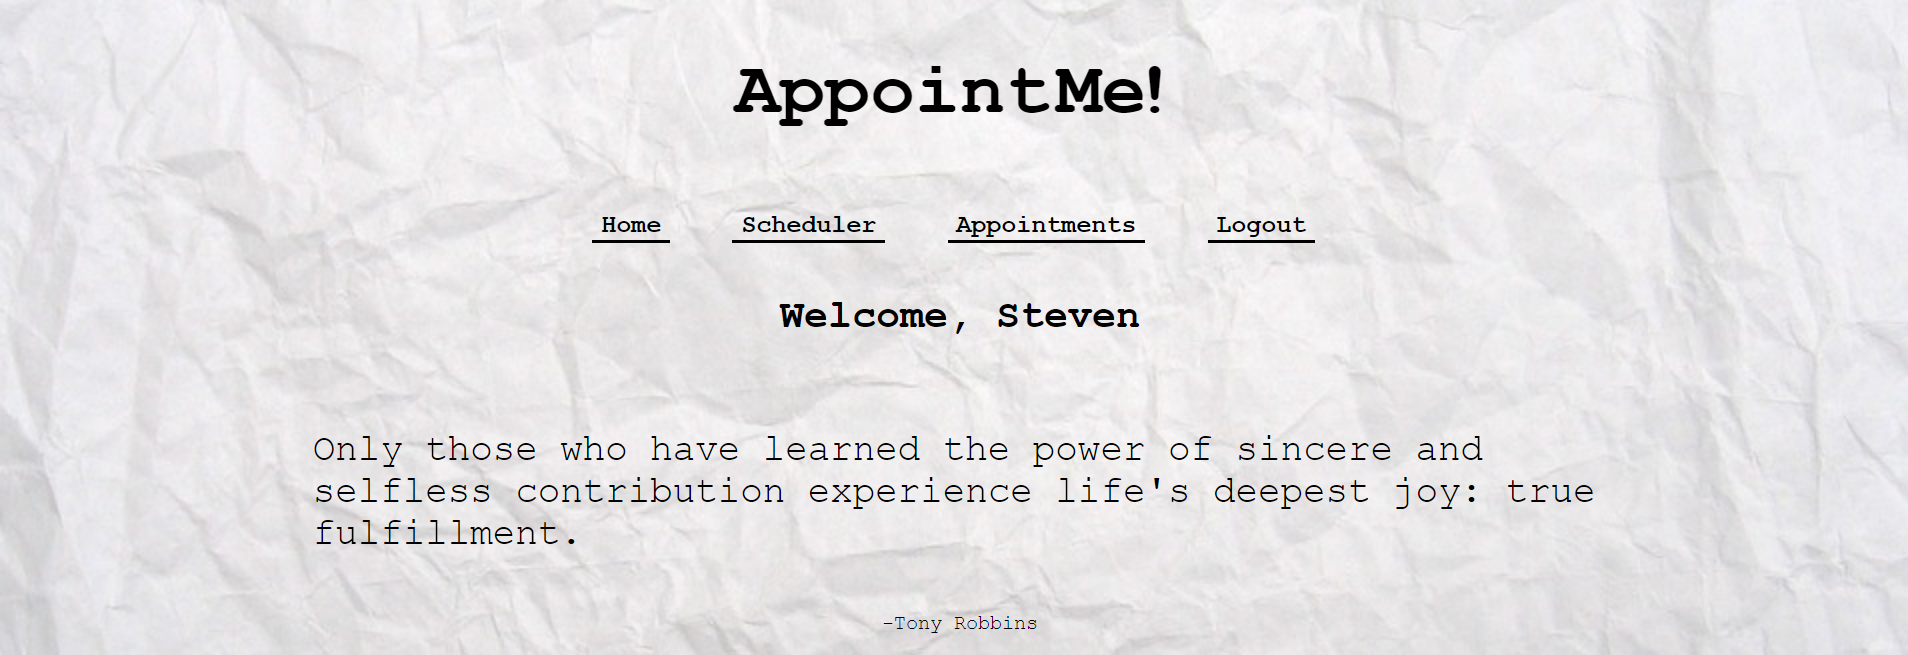 AppointMe!
Home Scheduler Appointments Logout
Welcome, Steven
Only those who have learned the power of sincere and
selfless contribution experience life's deepest joy: true
fulfillment.
-Tony Robbins